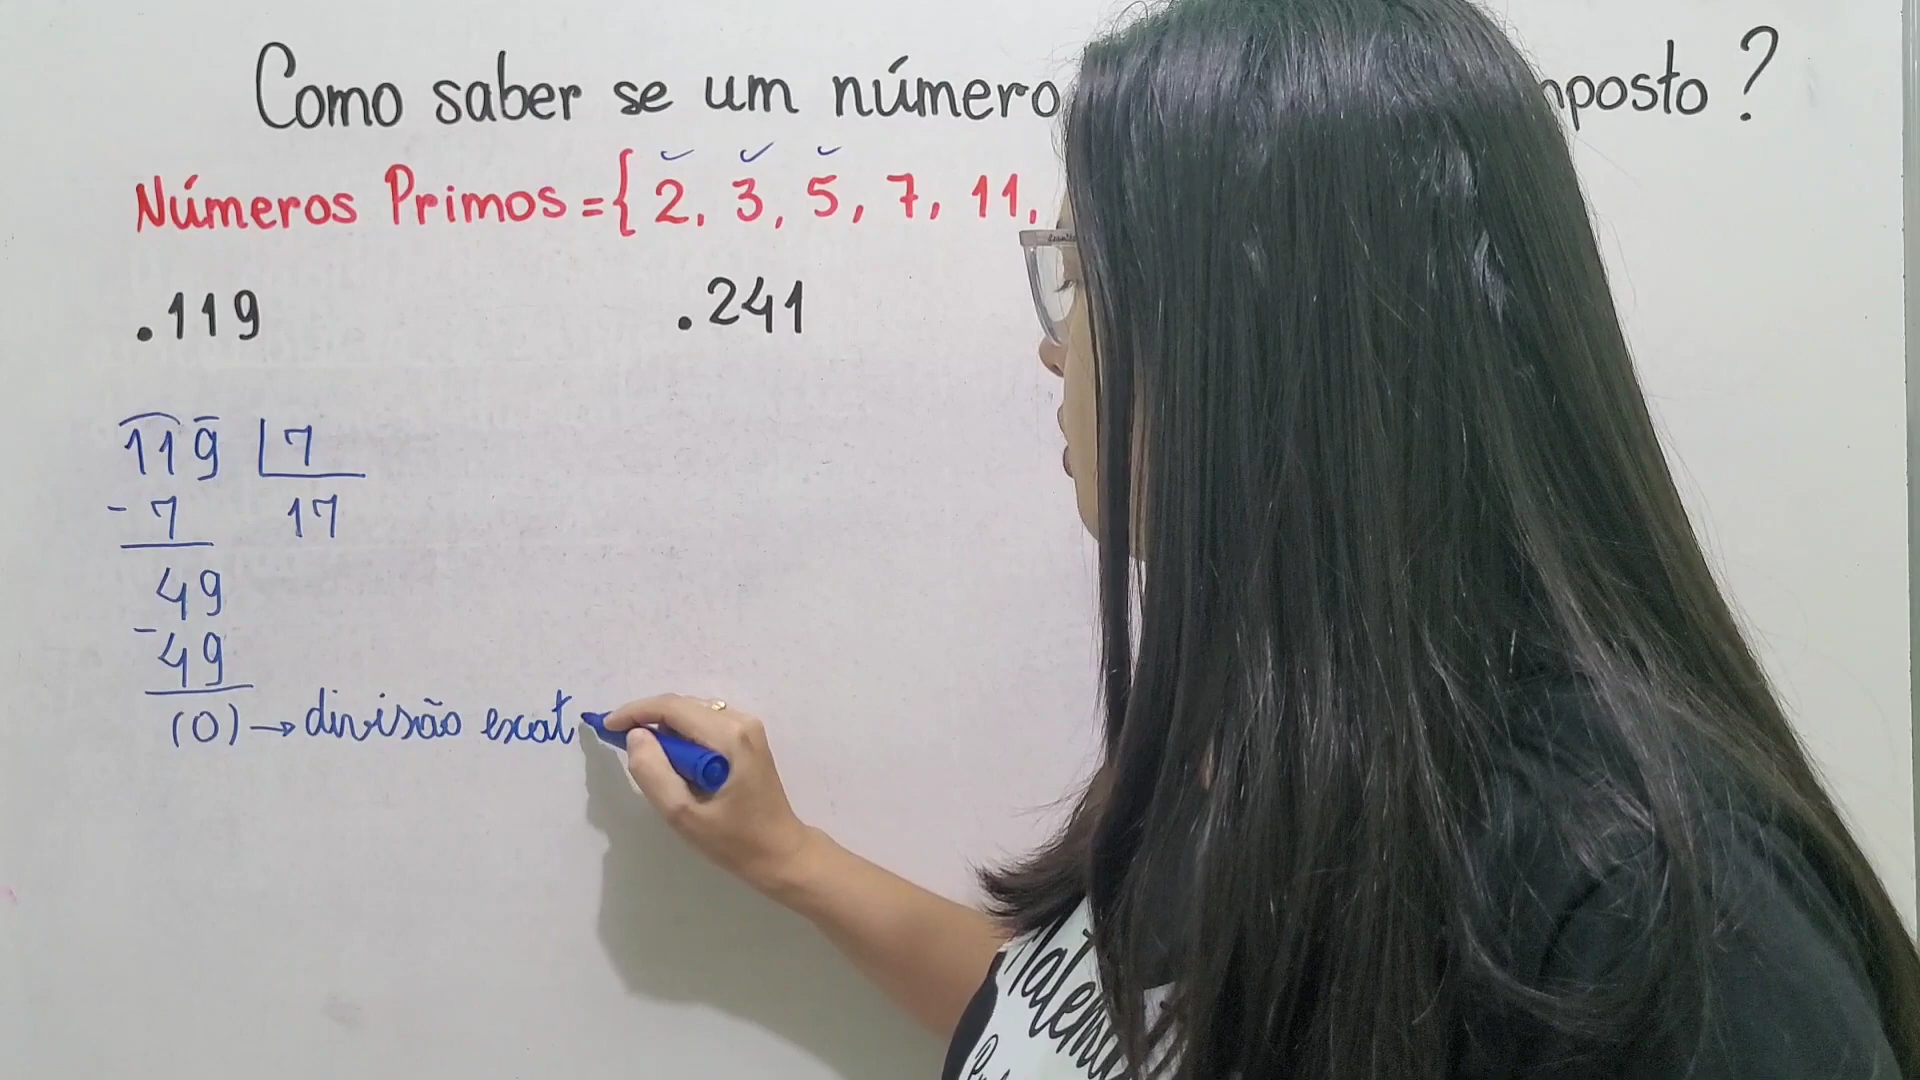 Como saber se um número posto ?
Números Primos = { 2, 3, 5, 7, 11,
. 119 . 241
119 7
- 7 17
49
- 49
(0) → divisão exat